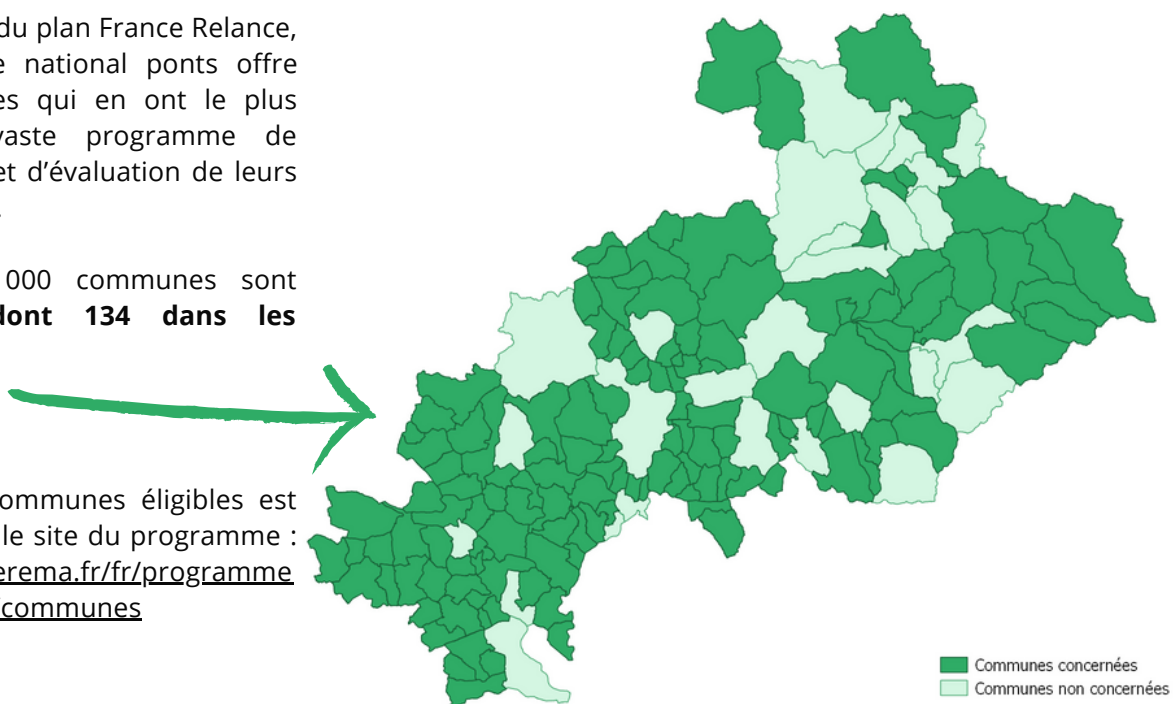 du plan France Relance,
e national ponts offre
es qui en ont le plus
vaste programme de
et d'évaluation de leurs
.
000 communes sont
dont 134 dans les
ommunes éligibles est
le site du programme :
erema.fr/fr/programme
/communes
Communes concernées
Communes non concernées